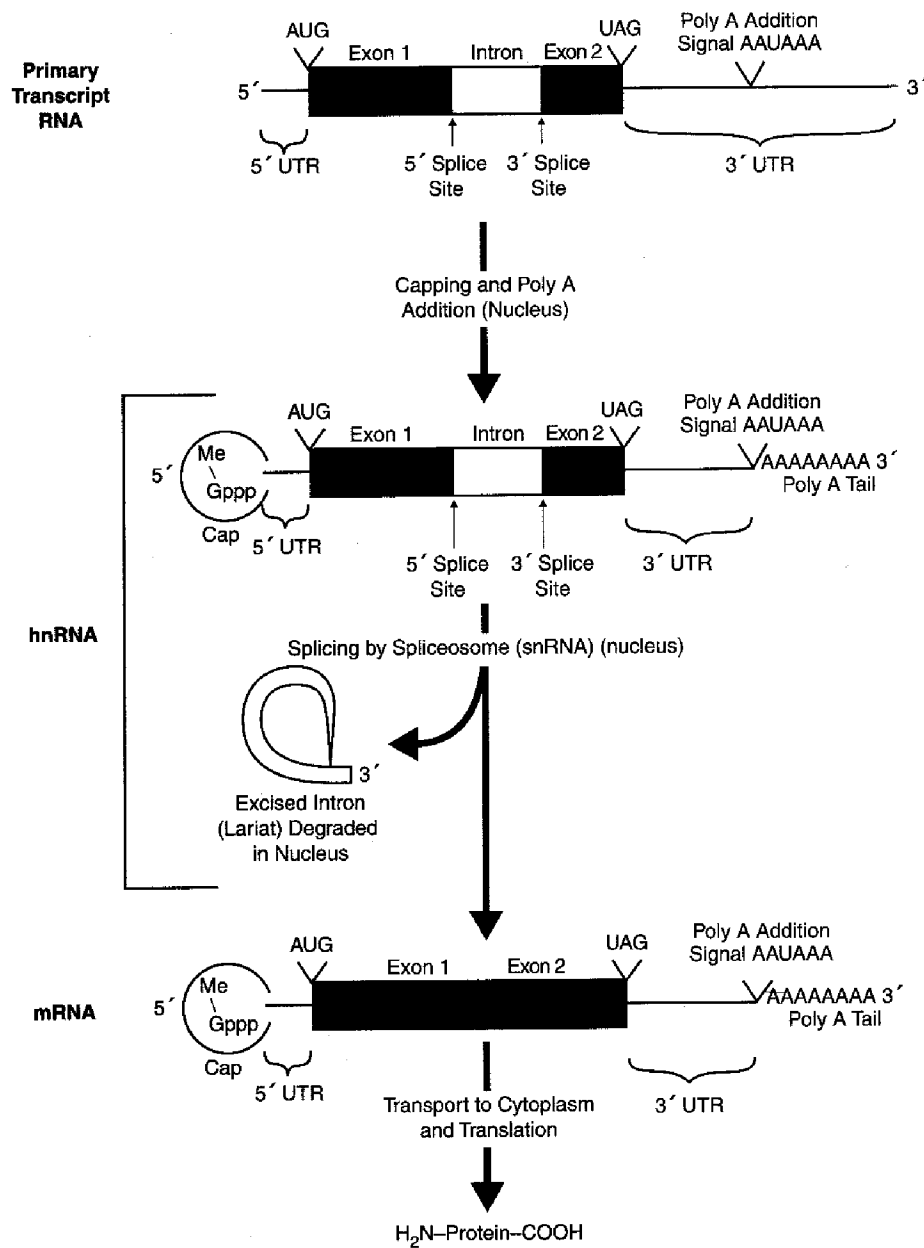 AUG
UAG
Poly A Addition
Signal AAUAAA
Exon 1
Intron
Exon 2
Primary
Transcript
RNA
5´
3´
5´ UTR
5´ Splice
Site
3´ Splice
Site
3´ UTR
Capping and Poly A
Addition (Nucleus)
AUG
UAG
Poly A Addition
Signal AAUAAA
Exon 1
Intron
Exon 2
5´
Me
Gppp
Cap
AAAAAAAA 3´
Poly A Tail
5´ UTR
5´ Splice
Site
3´ Splice
Site
3´ UTR
hnRNA
Splicing by Spliceosome (snRNA) (nucleus)
3´
Excised Intron
(Lariat) Degraded
in Nucleus
AUG
UAG
Poly A Addition
Signal AAUAAA
Exon 1
Exon 2
mRNA
5´
Me
Gppp
Cap
AAAAAAAA 3´
Poly A Tail
5´ UTR
3´ UTR
Transport to Cytoplasm
and Translation
H₂N–Protein--COOH